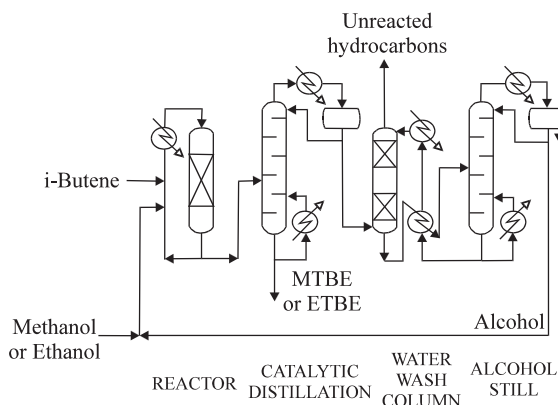 Unreacted
hydrocarbons
i-Butene
MTBE
or ETBE
Methanol
or Ethanol
Alcohol
REACTOR
CATALYTIC
DISTILLATION
WATER
WASH
COLUMN
ALCOHOL
STILL